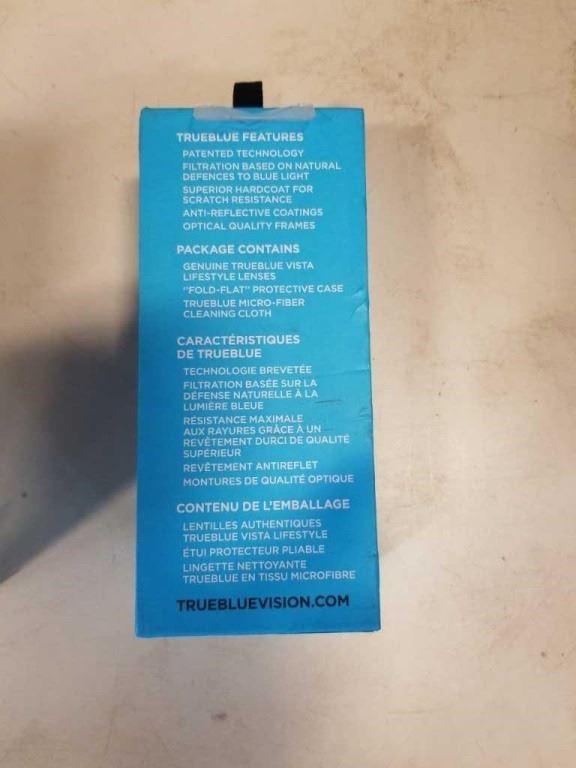 TRUEBLUE FEATURES
PATENTED TECHNOLOGY
FILTRATION BASED ON NATURAL
DEFENCES TO BLUE LIGHT
SUPERIOR HARDCOAT FOR
SCRATCH RESISTANCE
ANTI-REFLECTIVE COATINGS
OPTICAL QUALITY FRAMES
PACKAGE CONTAINS
GENUINE TRUEBLUE VISTA
LIFESTYLE LENSES
"FOLD-FLAT" PROTECTIVE CASE
TRUEBLUE MICRO-FIBER
CLEANING CLOTH
CARACTÉRISTIQUES
DE TRUEBLUE
TECHNOLOGIE BREVETÉE
FILTRATION BASÉE SUR LA
DÉFENSE NATURELLE À LA
LUMIÈRE BLEUE
RÉSISTANCE MAXIMALE
AUX RAYURES GRÂCE À UN
REVÊTEMENT DURCI DE QUALITÉ
SUPÉRIEUR
REVÊTEMENT ANTIREFLET
MONTURES DE QUALITÉ OPTIQUE
CONTENU DE L'EMBALLAGE
LENTILLES AUTHENTIQUES
TRUEBLUE VISTA LIFESTYLE
ÉTUI PROTECTEUR PLIABLE
LINGETTE NETTOYANTE
TRUEBLUE EN TISSU MICROFIBRE
TRUEBLUEVISION.COM